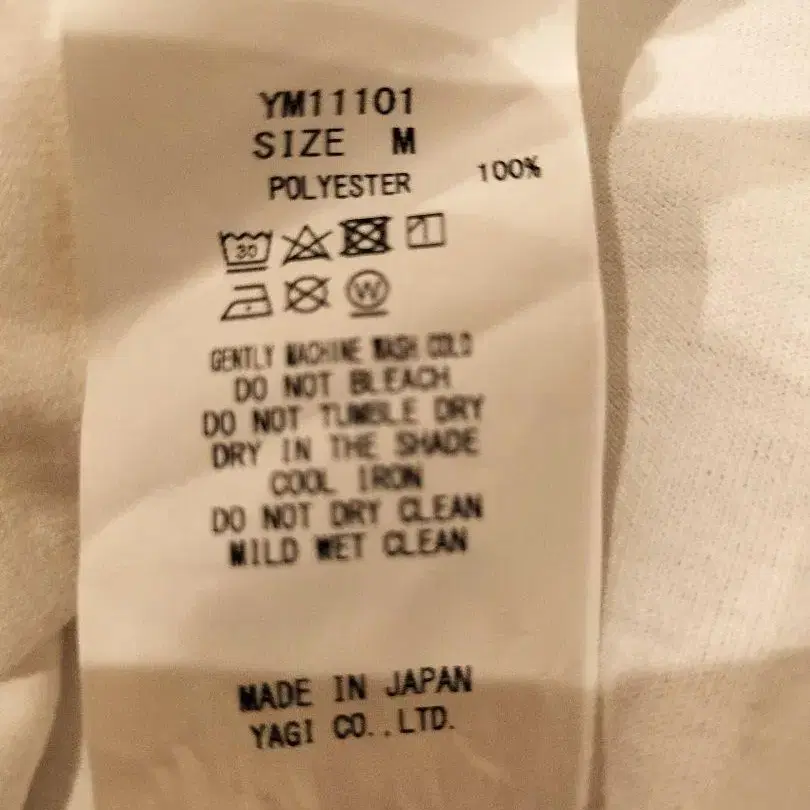 YM11101
SIZE M
POLYESTER 100%
30
W
GENTLY MACHINE WASH COLD
DO NOT BLEACH
DO NOT TUMBLE DRY
DRY IN THE SHADE
COOL IRON
DO NOT DRY CLEAN
MILD WET CLEAN
MADE IN JAPAN
YAGI CO.,LTD.